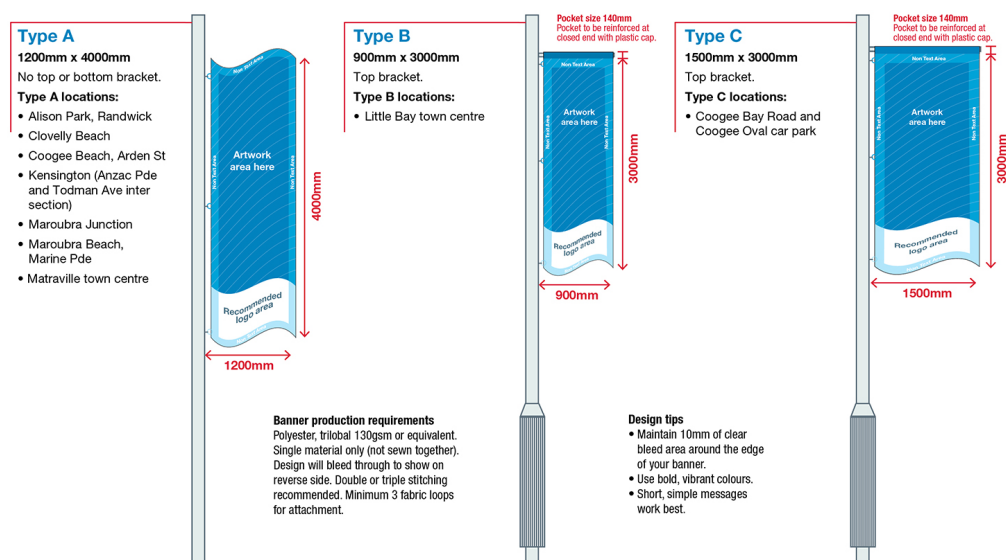 Type A
1200mm x 4000mm
No top or bottom bracket.
Type A locations:
• Alison Park, Randwick
• Clovelly Beach
• Coogee Beach, Arden St
• Kensington (Anzac Pde
and Todman Ave inter
section)
• Maroubra Junction
• Maroubra Beach,
Marine Pde
• Matraville town centre
Non Text Area
Non Text Area
Non Text Area
Artwork
area here
Recommended
logo area
4000mm
1200mm
Type B
900mm x 3000mm
Top bracket.
Type B locations:
• Little Bay town centre
Pocket size 140mm
Pocket to be reinforced at
closed end with plastic cap.
Non Text Area
Non Text Area
Non Text Area
Artwork
area here
Recommended
logo area
3000mm
900mm
Type C
1500mm x 3000mm
Top bracket.
Type C locations:
• Coogee Bay Road and
Coogee Oval car park
Pocket size 140mm
Pocket to be reinforced at
closed end with plastic cap.
Non Text Area
Non Text Area
Non Text Area
Artwork
area here
Recommended
logo area
3000mm
1500mm
Banner production requirements
Polyester, trilobal 130gsm or equivalent.
Single material only (not sewn together).
Design will bleed through to show on
reverse side. Double or triple stitching
recommended. Minimum 3 fabric loops
for attachment.
Design tips
• Maintain 10mm of clear
bleed area around the edge
of your banner.
• Use bold, vibrant colours.
• Short, simple messages
work best.